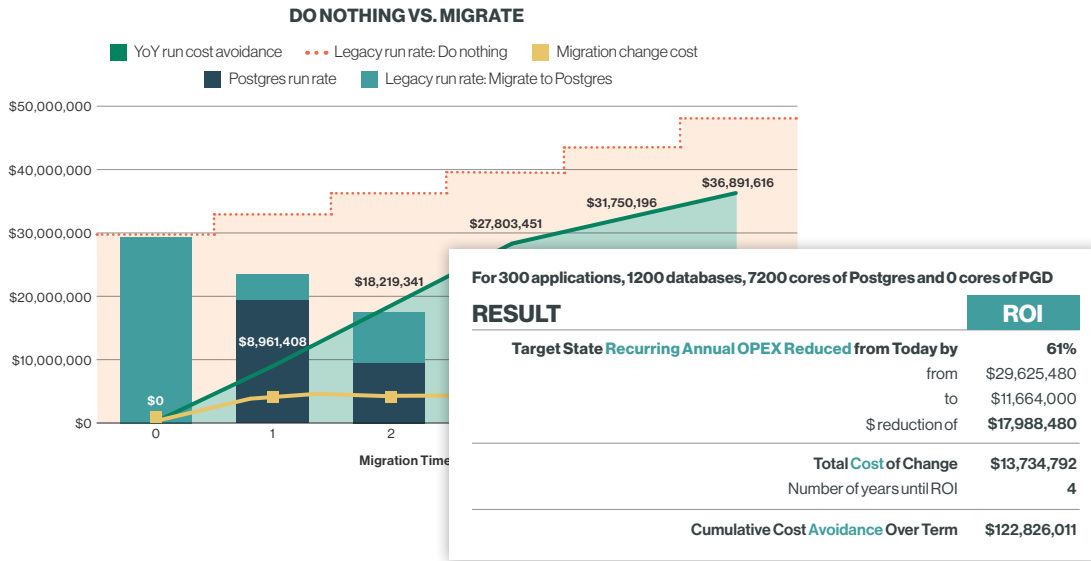 DO NOTHING VS. MIGRATE
YoY run cost avoidance Legacy run rate: Do nothing Migration change cost
Postgres run rate Legacy run rate: Migrate to Postgres
$50,000,000
$40,000,000
$30,000,000
$20,000,000
$10,000,000
$0
$0
$8,961,408
$18,219,341
$27,803,451
$31,750,196
$36,891,616
0 1 2
Migration Time
For 300 applications, 1200 databases, 7200 cores of Postgres and 0 cores of PGD
RESULT ROI
Target State Recurring Annual OPEX Reduced from Today by 61%
from $29,625,480
to $11,664,000
$ reduction of $17,988,480
Total Cost of Change $13,734,792
Number of years until ROI 4
Cumulative Cost Avoidance Over Term $122,826,011